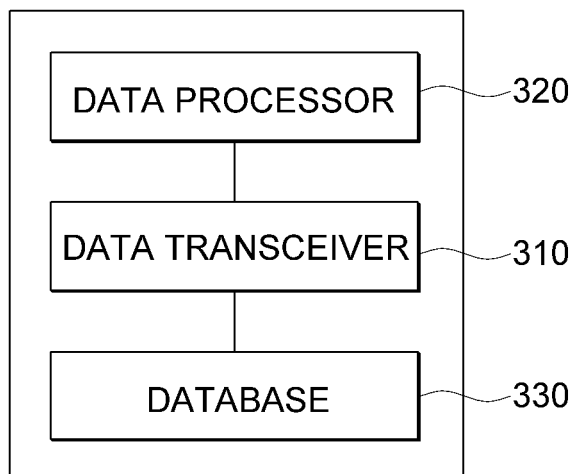 DATA PROCESSOR 320
DATA TRANSCEIVER 310
DATABASE 330